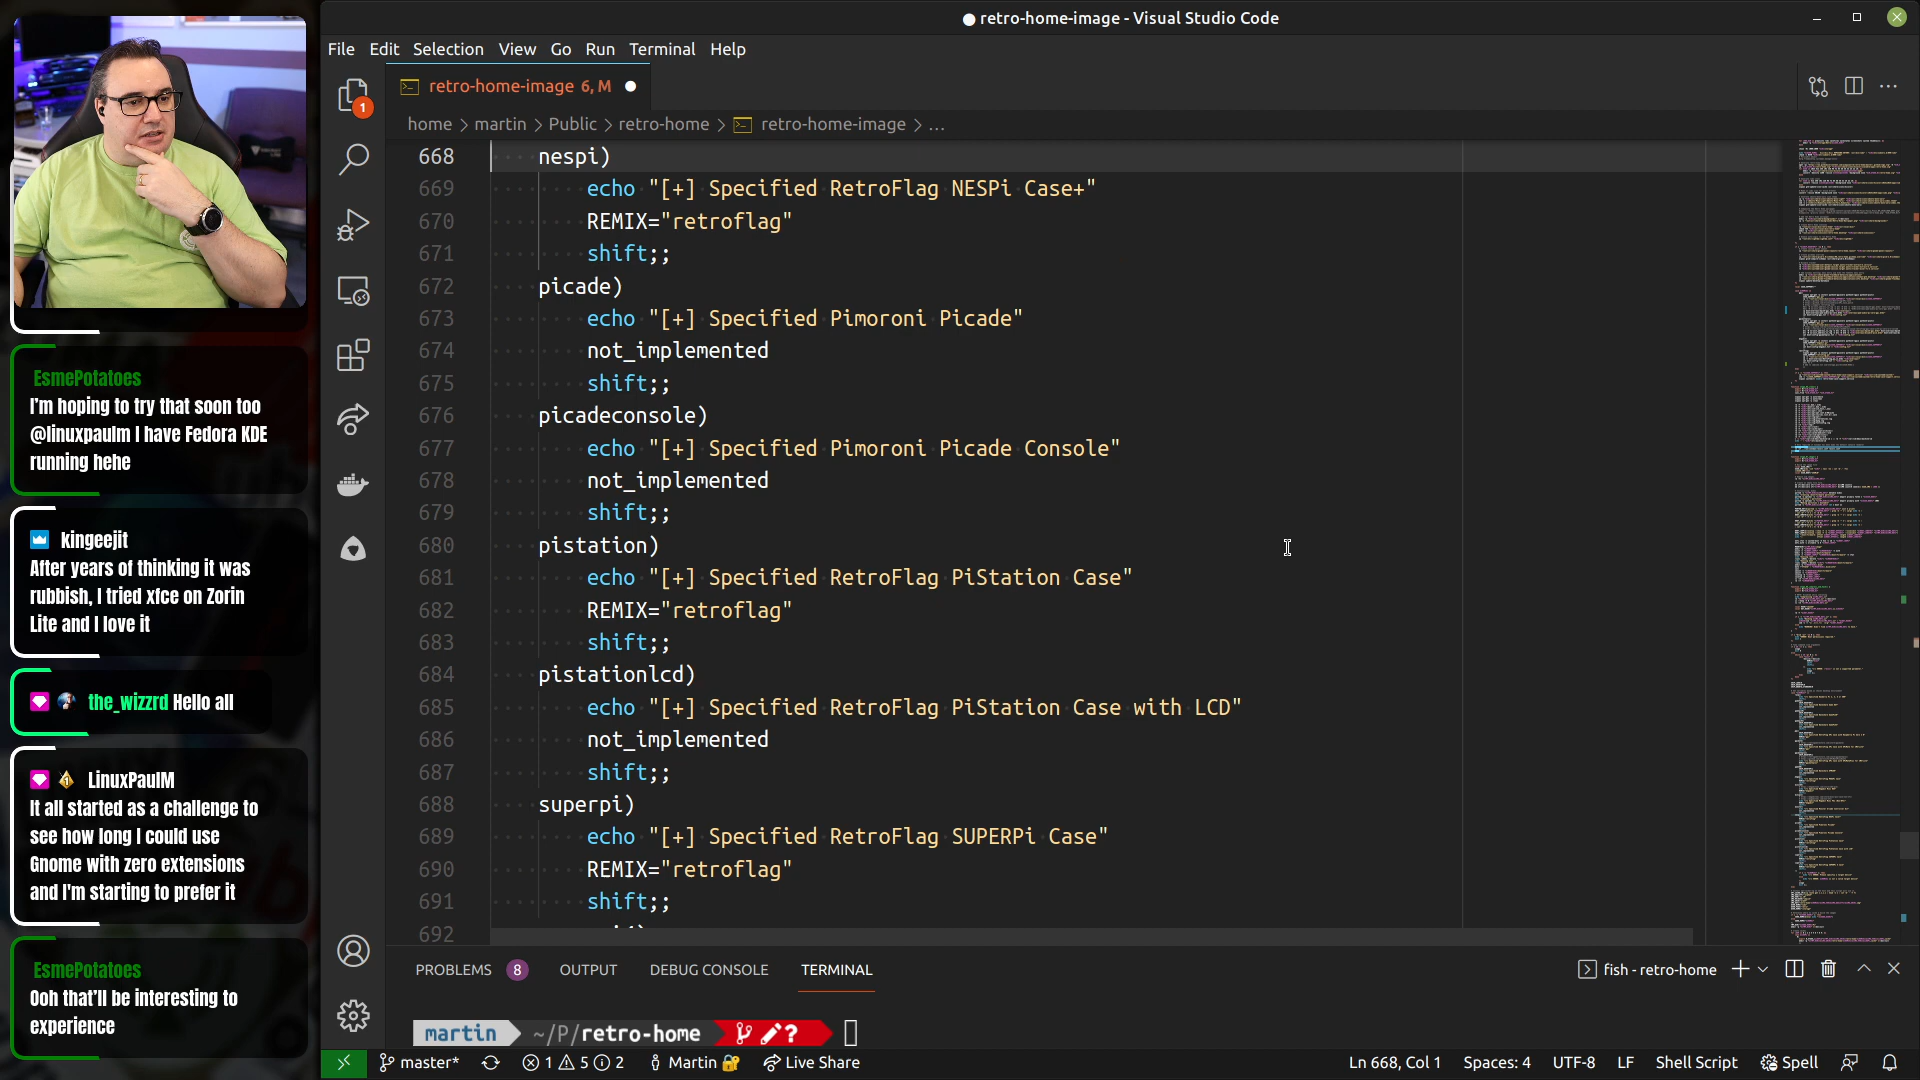 ● retro-home-image - Visual Studio Code
File Edit Selection View Go Run Terminal Help
retro-home-image 6, M ●
1
home > martin > Public > retro-home > retro-home-image > ...
668 nespi)
669 echo "[+] Specified RetroFlag NESPi Case+"
670 REMIX="retroflag"
671 shift;;
672 picade)
673 echo "[+] Specified Pimoroni Picade"
674 not_implemented
675 shift;;
676 picadeconsole)
677 echo "[+] Specified Pimoroni Picade Console"
678 not_implemented
679 shift;;
680 pistation)
681 echo "[+] Specified RetroFlag PiStation Case"
682 REMIX="retroflag"
683 shift;;
684 pistationlcd)
685 echo "[+] Specified RetroFlag PiStation Case with LCD"
686 not_implemented
687 shift;;
688 superpi)
689 echo "[+] Specified RetroFlag SUPERPi Case"
690 REMIX="retroflag"
691 shift;;
692
EsmePotatoes
I'm hoping to try that soon too
@linuxpaulm I have Fedora KDE
running hehe
kingeejit
After years of thinking it was
rubbish, I tried xfce on Zorin
Lite and I love it
the_wizzrd Hello all
LinuxPaulM
It all started as a challenge to
see how long I could use
Gnome with zero extensions
and I'm starting to prefer it
EsmePotatoes
Ooh that'll be interesting to
experience
PROBLEMS 8 OUTPUT DEBUG CONSOLE TERMINAL
fish - retro-home
martin ~/P/retro-home ?
master* 1 5 2 Martin Live Share
Ln 668, Col 1 Spaces: 4 UTF-8 LF Shell Script Spell